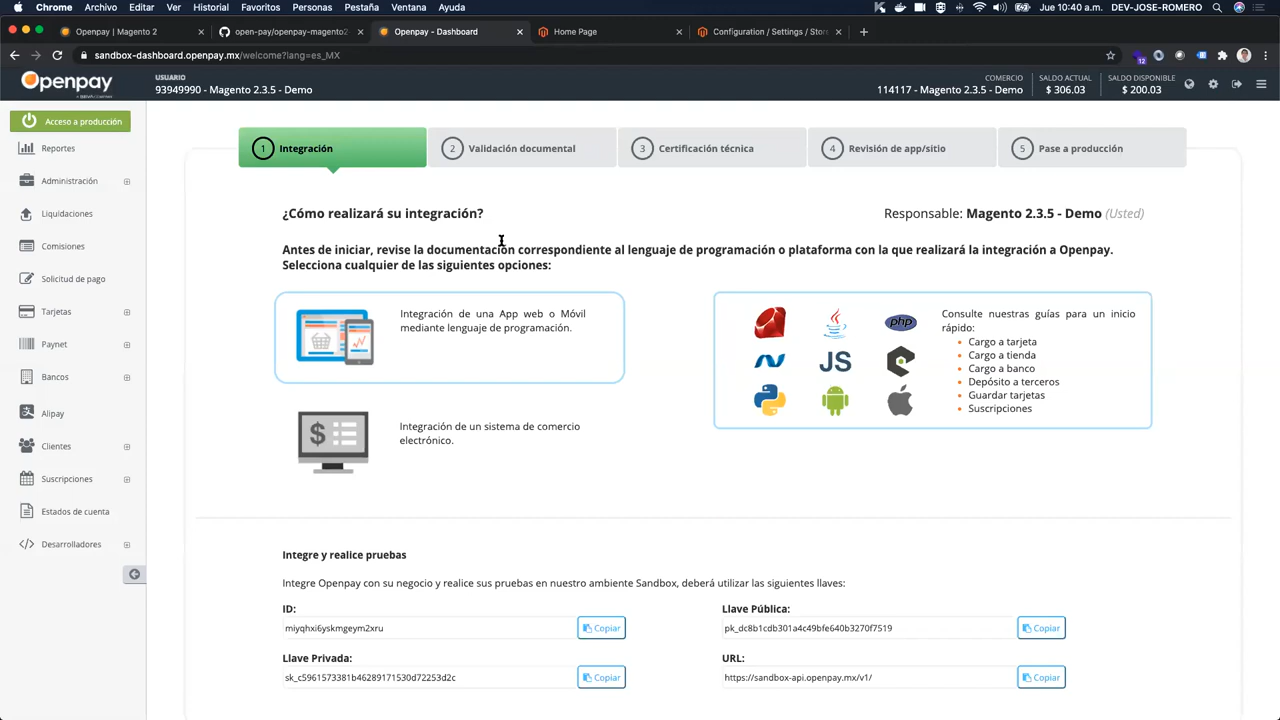 Chrome Archivo Editar Ver Historial Favoritos Personas Pestaña Ventana Ayuda
Jue 10:40 a.m. DEV-JOSE-ROMERO
Openpay | Magento 2
open-pay/openpay-magento2
Openpay - Dashboard
Home Page
Configuration / Settings / Stor
sandbox-dashboard.openpay.mx/welcome?lang=es_MX
12
Openpay
USUARIO
93949990 - Magento 2.3.5 - Demo
COMERCIO
114117 - Magento 2.3.5 - Demo
SALDO ACTUAL
$ 306.03
SALDO DISPONIBLE
$ 200.03
Acceso a producción
Reportes
Administración
Liquidaciones
Comisiones
Solicitud de pago
Tarjetas
Paynet
Bancos
Alipay
Clientes
Suscripciones
Estados de cuenta
Desarrolladores
1 Integración
2 Validación documental
3 Certificación técnica
4 Revisión de app/sitio
5 Pase a producción
¿Cómo realizará su integración?
Responsable: Magento 2.3.5 - Demo (Usted)
Antes de iniciar, revise la documentación correspondiente al lenguaje de programación o plataforma con la que realizará la integración a Openpay.
Selecciona cualquier de las siguientes opciones:
Integración de una App web o Móvil
mediante lenguaje de programación.
Integración de un sistema de comercio
electrónico.
php
JS
Consulte nuestras guías para un inicio
rápido:
Cargo a tarjeta
Cargo a tienda
Cargo a banco
Depósito a terceros
Guardar tarjetas
Suscripciones
Integre y realice pruebas
Integre Openpay con su negocio y realice sus pruebas en nuestro ambiente Sandbox, deberá utilizar las siguientes llaves:
ID:
miyqhxi6yskmgeym2xru
Copiar
Llave Pública:
pk_dc8b1cdb301a4c49bfe640b3270f7519
Copiar
Llave Privada:
sk_c5961573381b46289171530d72253d2c
Copiar
URL:
https://sandbox-api.openpay.mx/v1/
Copiar